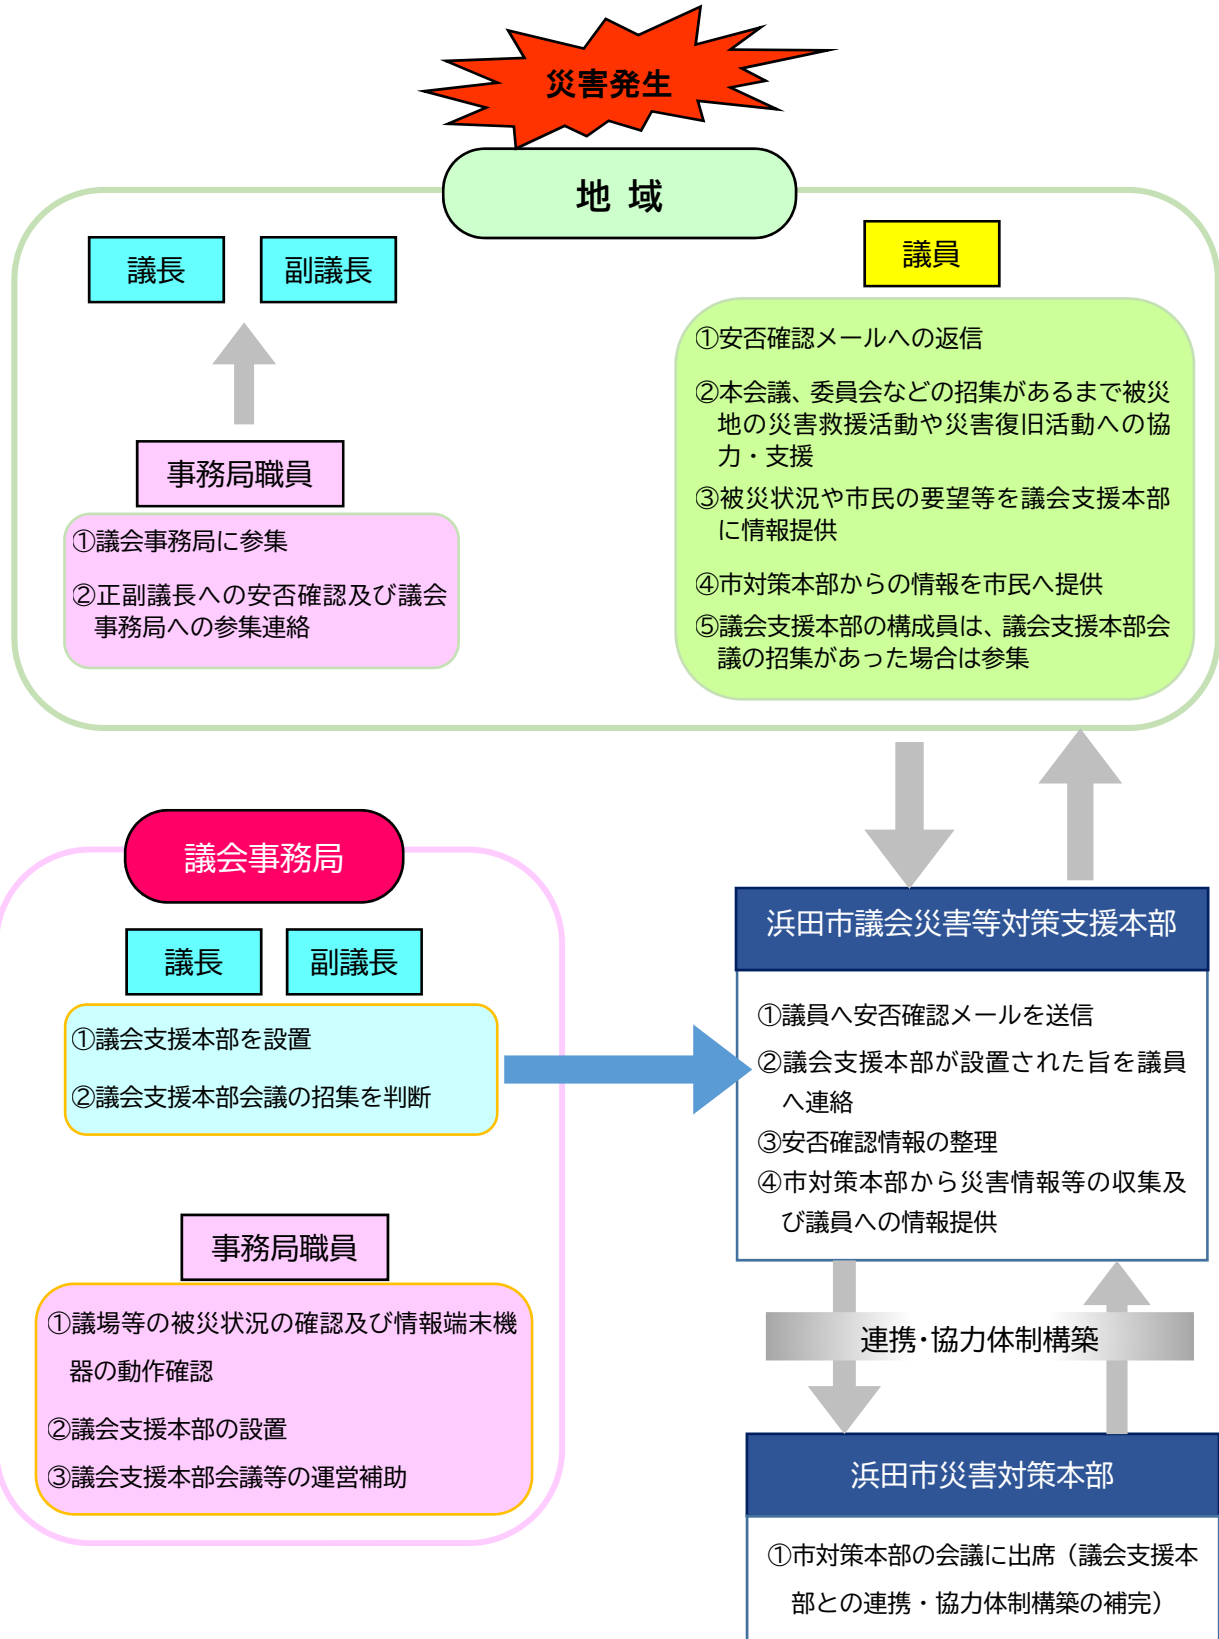 災害発生
地 域
議長
副議長
事務局職員
①議会事務局に参集
②正副議長への安否確認及び議会
事務局への参集連絡
議員
①安否確認メールへの返信
②本会議、委員会などの招集があるまで被災
地の災害救援活動や災害復旧活動への協
力・支援
③被災状況や市民の要望等を議会支援本部
に情報提供
④市対策本部からの情報を市民へ提供
⑤議会支援本部の構成員は、議会支援本部会
議の招集があった場合は参集
議会事務局
議長
副議長
①議会支援本部を設置
②議会支援本部会議の招集を判断
事務局職員
①議場等の被災状況の確認及び情報端末機
器の動作確認
②議会支援本部の設置
③議会支援本部会議等の運営補助
浜田市議会災害等対策支援本部
①議員へ安否確認メールを送信
②議会支援本部が設置された旨を議員
へ連絡
③安否確認情報の整理
④市対策本部から災害情報等の収集及
び議員への情報提供
連携・協力体制構築
浜田市災害対策本部
①市対策本部の会議に出席（議会支援本
部との連携・協力体制構築の補完）